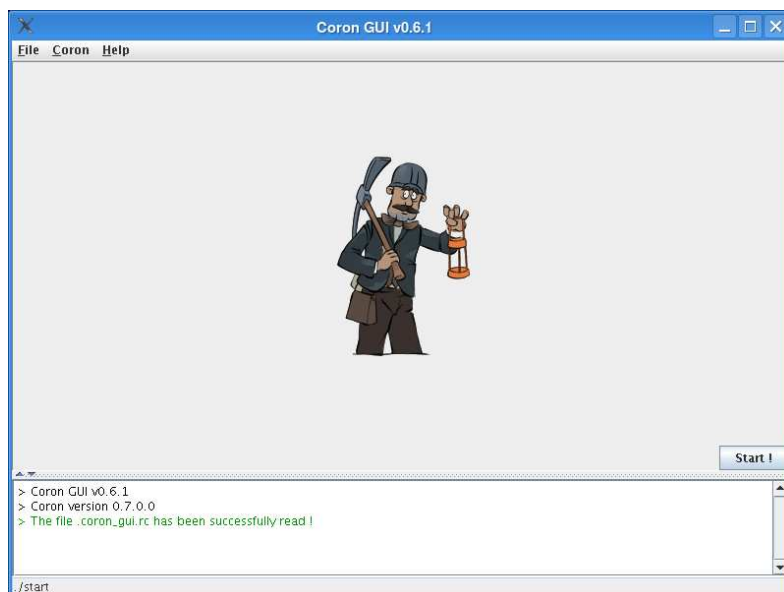 Coron GUI v0.6.1
File Coron Help
Start !
> Coron GUI v0.6.1
> Coron version 0.7.0.0
> The file .coron_gui.rc has been successfully read !
./start